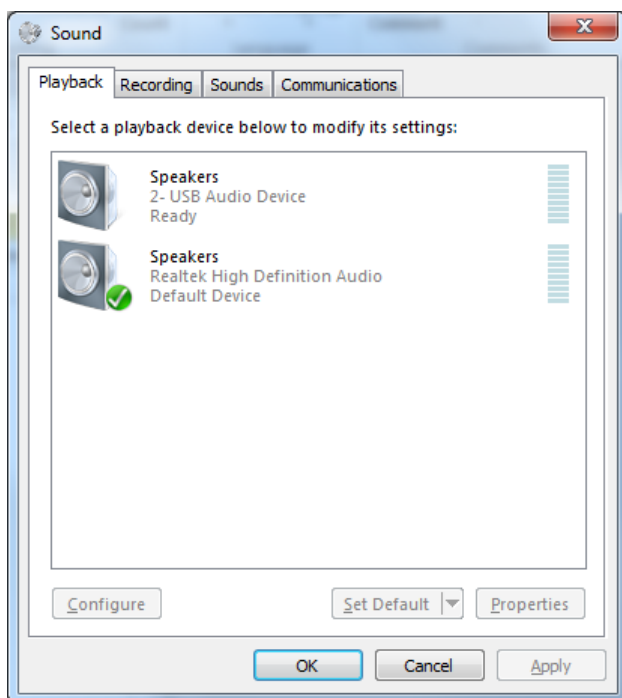 Sound
Playback Recording Sounds Communications
Select a playback device below to modify its settings:
Speakers
2- USB Audio Device
Ready
Speakers
Realtek High Definition Audio
Default Device
Configure Set Default Properties
OK Cancel Apply